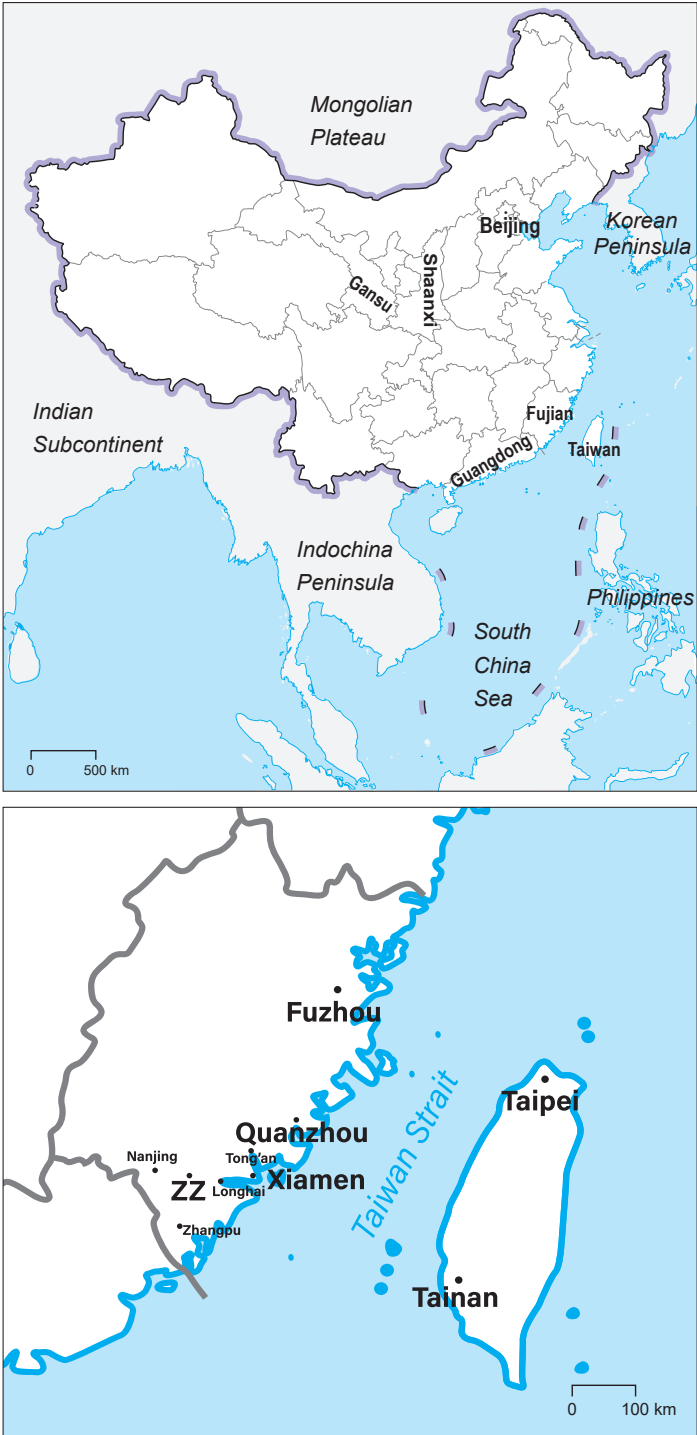 Mongolian
Plateau
Beijing
Korean
Peninsula
Shaanxi
Gansu
Indian
Subcontinent
Fujian
Taiwan
Guangdong
Indochina
Peninsula
Philippines
South
China
Sea
0 500 km
Fuzhou
Taiwan Strait
Taipei
Quanzhou
Nanjing
Tong'an
ZZ
Longhai
Xiamen
Zhangpu
Tainan
0 100 km